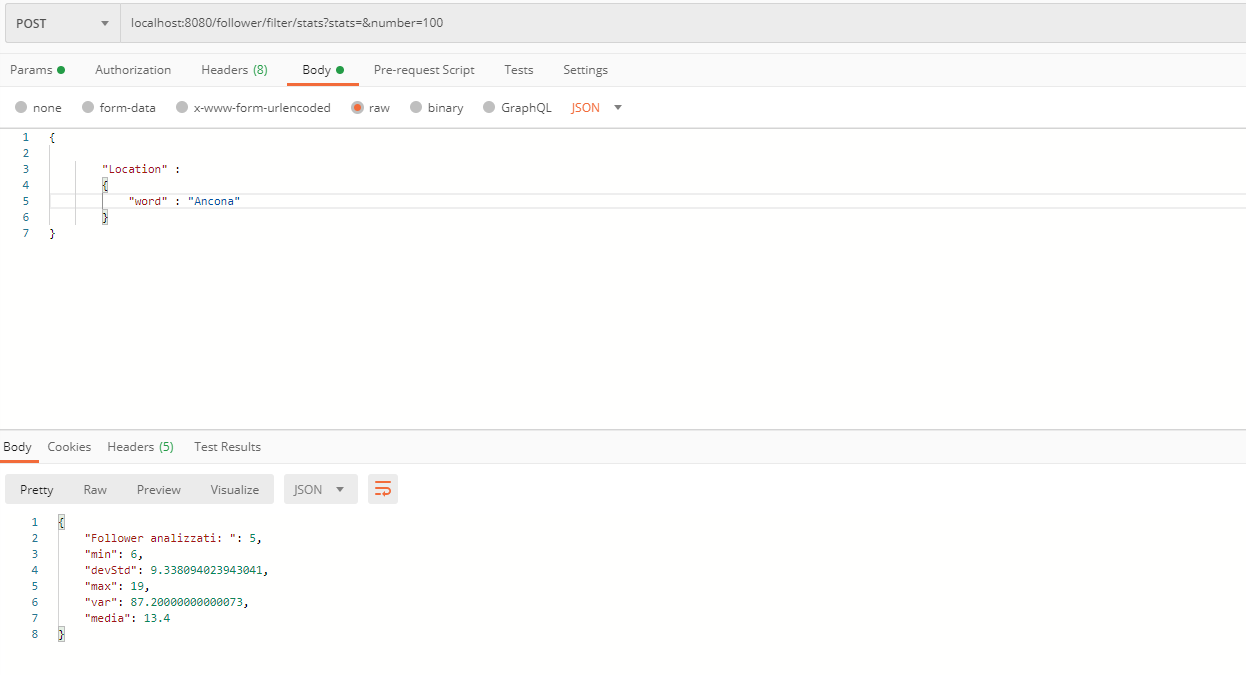 POST localhost:8080/follower/filter/stats?stats=&number=100
Params Authorization Headers (8) Body Pre-request Script Tests Settings
none form-data x-www-form-urlencoded raw binary GraphQL JSON
1 {
2
3 "Location" :
4 {
5 "word" : "Ancona"
6 }
7 }
Body Cookies Headers (5) Test Results
Pretty Raw Preview Visualize JSON
1 {
2 "Follower analizzati: ": 5,
3 "min": 6,
4 "devStd": 9.338094023943041,
5 "max": 19,
6 "var": 87.20000000000073,
7 "media": 13.4
8 }